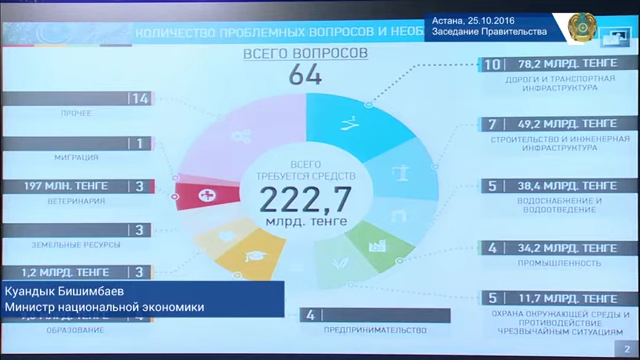 КОЛИЧЕСТВО ПРОБЛЕМНЫХ ВОПРОСОВ И НЕОБ
Астана, 25.10.2016
Заседание Правительства
ВСЕГО ВОПРОСОВ
64
14
ПРОЧЕЕ
1
МИГРАЦИЯ
197 МЛН. ТЕНГЕ 3
ВЕТЕРИНАРИЯ
3
ЗЕМЕЛЬНЫЕ РЕСУРСЫ
1,2 МЛРД. ТЕНГЕ 3
ОБРАЗОВАНИЕ
ВСЕГО
ТРЕБУЕТСЯ СРЕДСТВ
222,7
МЛРД. ТЕНГЕ
10 78,2 МЛРД. ТЕНГЕ
ДОРОГИ И ТРАНСПОРТНАЯ
ИНФРАСТРУКТУРА
7 49,2 МЛРД. ТЕНГЕ
СТРОИТЕЛЬСТВО И ИНЖЕНЕРНАЯ
ИНФРАСТРУКТУРА
5 38,4 МЛРД. ТЕНГЕ
ВОДОСНАБЖЕНИЕ И
ВОДООТВЕДЕНИЕ
4 34,2 МЛРД. ТЕНГЕ
ПРОМЫШЛЕННОСТЬ
5 11,7 МЛРД. ТЕНГЕ
ОХРАНА ОКРУЖАЮЩЕЙ СРЕДЫ И
ПРОТИВОДЕЙСТВИЕ
ЧРЕЗВЫЧАЙНЫМ СИТУАЦИЯМ
4
ПРЕДПРИНИМАТЕЛЬСТВО
Куандык Бишимбаев
Министр национальной экономики
2